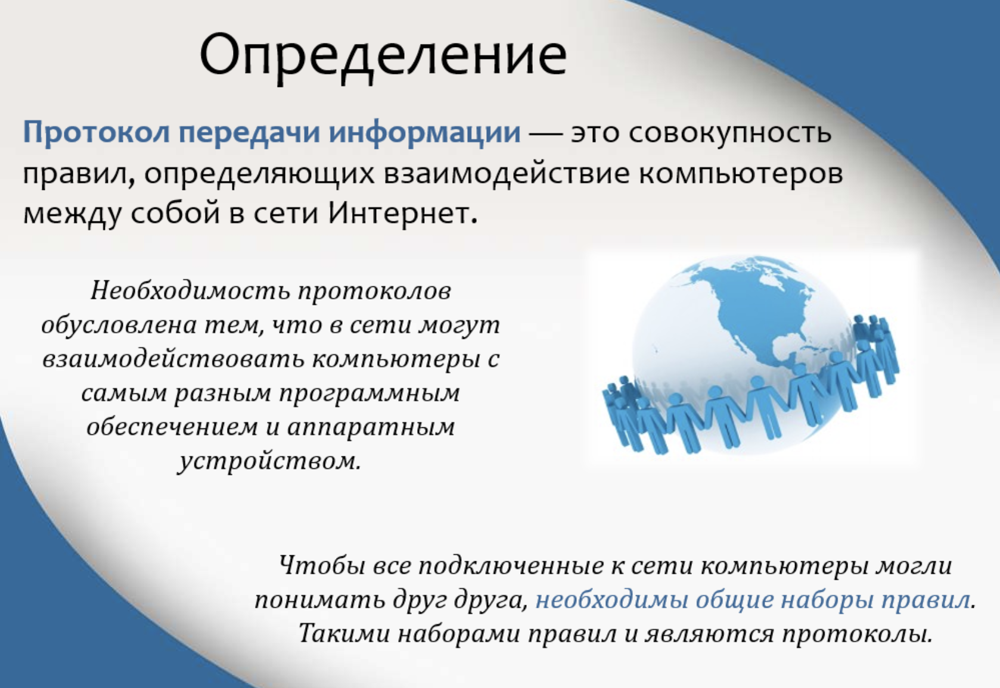 Определение
Протокол передачи информации — это совокупность
правил, определяющих взаимодействие компьютеров
между собой в сети Интернет.
Необходимость протоколов
обусловлена тем, что в сети могут
взаимодействовать компьютеры с
самым разным программным
обеспечением и аппаратным
устройством.
Чтобы все подключенные к сети компьютеры могли
понимать друг друга, необходимы общие наборы правил.
Такими наборами правил и являются протоколы.